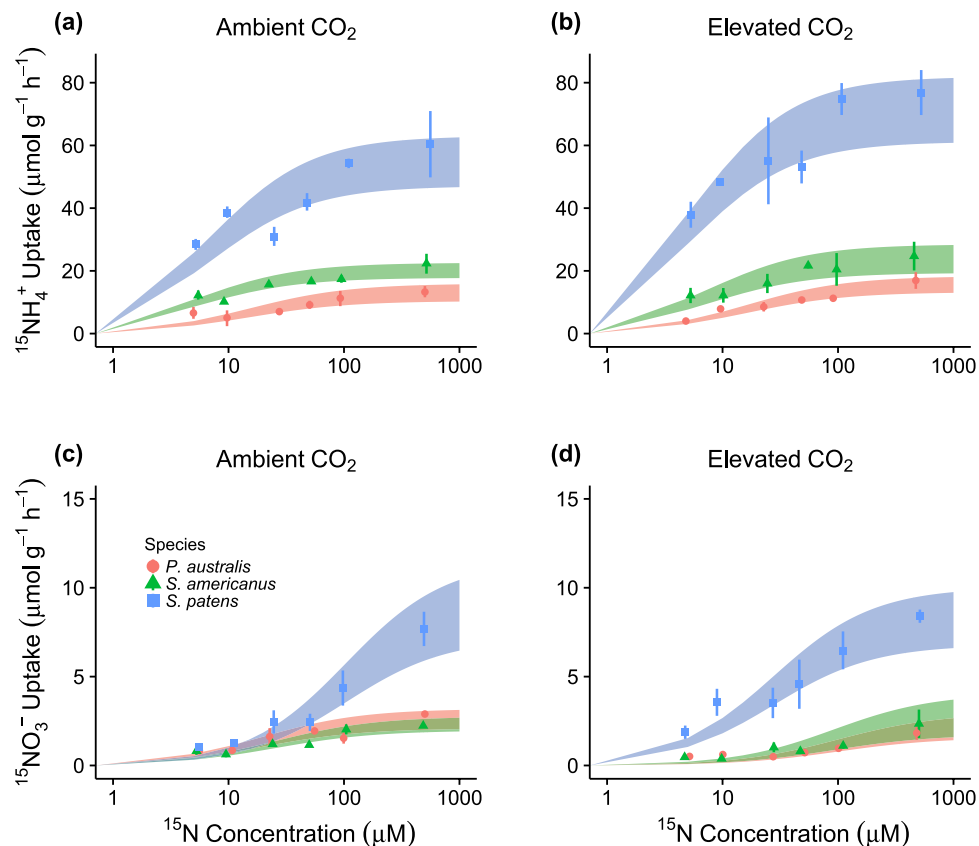 (a) Ambient CO₂
(b) Elevated CO₂
¹⁵NH₄⁺ Uptake (μmol g⁻¹ h⁻¹)
80
60
40
20
0
1 10 100 1000
80
60
40
20
0
1 10 100 1000
(c) Ambient CO₂
(d) Elevated CO₂
¹⁵NO₃⁻ Uptake (μmol g⁻¹ h⁻¹)
15
10
5
0
Species
P. australis
S. americanus
S. patens
1 10 100 1000
15
10
5
0
1 10 100 1000
¹⁵N Concentration (μM)
¹⁵N Concentration (μM)